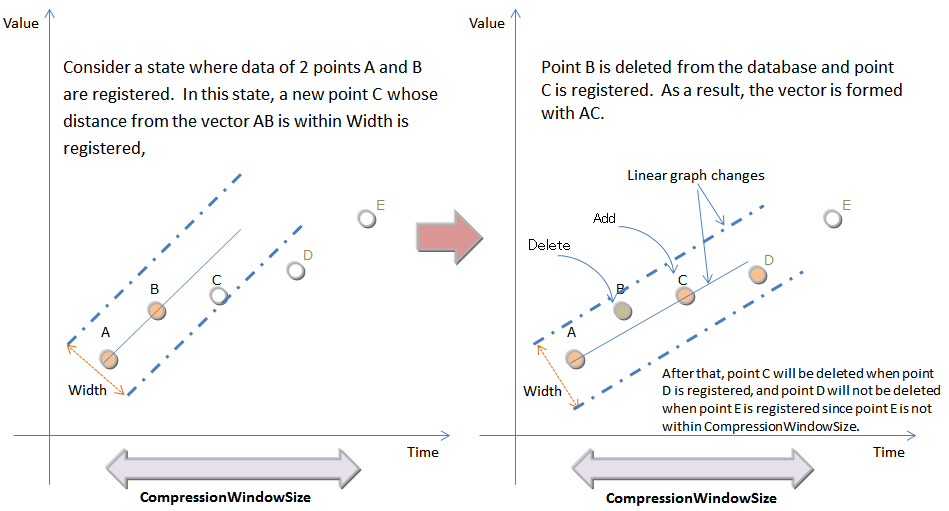 Value
Consider a state where data of 2 points A and B
are registered.  In this state, a new point C whose
distance from the vector AB is within Width is
registered,
E
D
C
B
A
Width
Time
CompressionWindowSize
Value
Point B is deleted from the database and point
C is registered.  As a result, the vector is formed
with AC.
Linear graph changes
Add
Delete
E
D
C
B
A
Width
After that, point C will be deleted when point
D is registered, and point D will not be deleted
when point E is registered since point E is not
within CompressionWindowSize.
Time
CompressionWindowSize